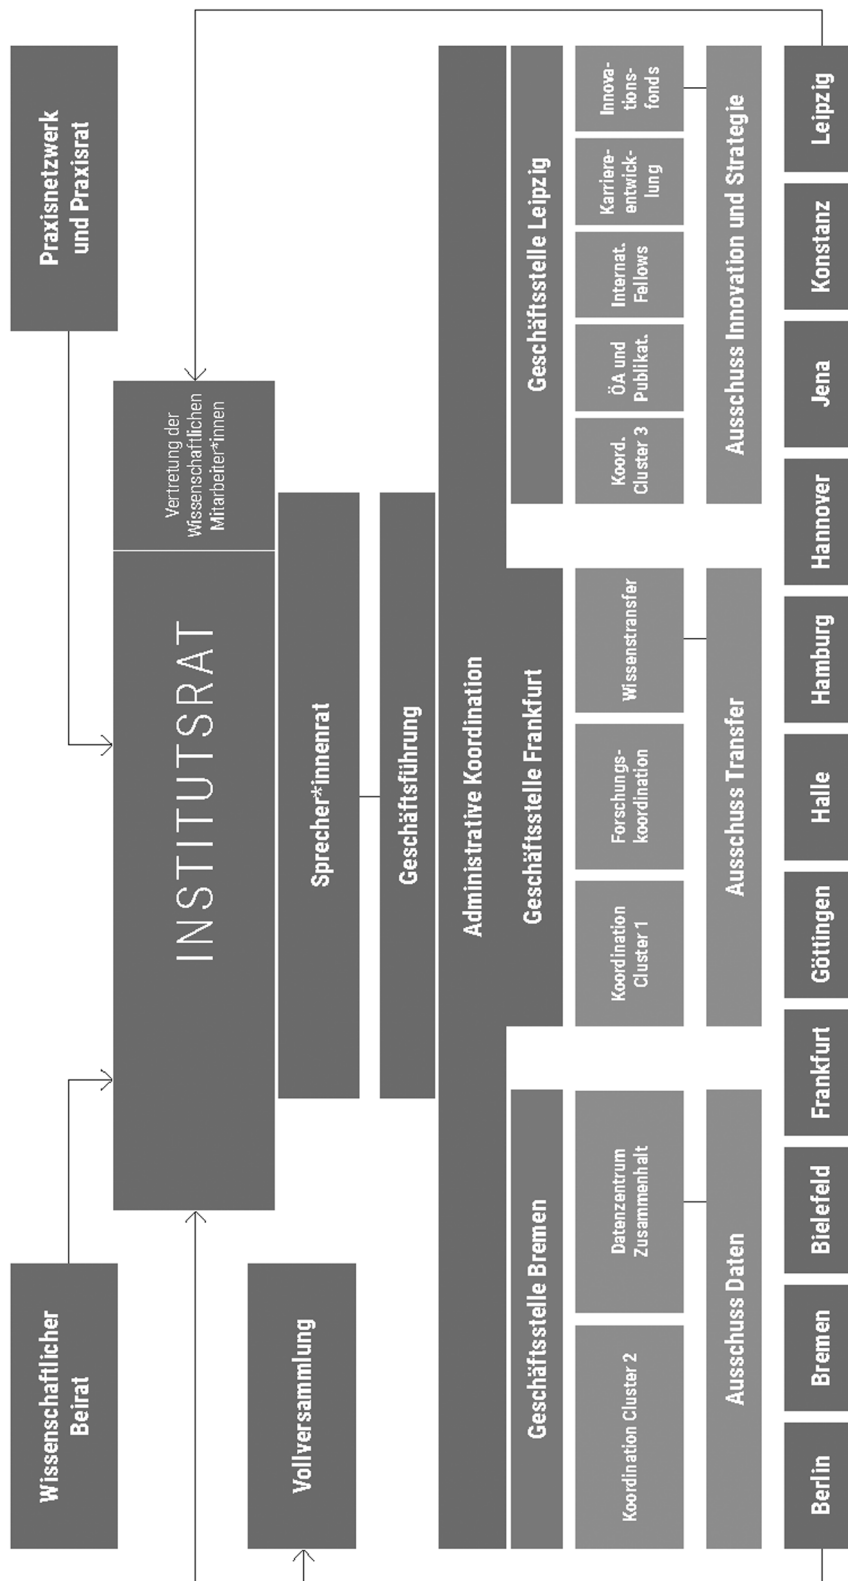 Wissenschaftlicher
Beirat
Praxisnetzwerk
und Praxisrat
INSTITUTSRAT
Vertretung der
Wissenschaftlichen
Mitarbeiter*innen
Vollversammlung
Sprecher*innenrat
Geschäftsführung
Administrative Koordination
Geschäftsstelle Bremen
Geschäftsstelle Frankfurt
Geschäftsstelle Leipzig
Koordination Cluster 2
Datenzentrum
Zusammenhalt
Koordination
Cluster 1
Forschungs-
koordination
Wissenstransfer
Koord.
Cluster 3
ÖA und
Publikat.
Internat.
Fellows
Karriere-
entwick-
lung
Innova-
tions-
fonds
Ausschuss Daten
Ausschuss Transfer
Ausschuss Innovation und Strategie
Berlin
Bremen
Bielefeld
Frankfurt
Göttingen
Halle
Hamburg
Hannover
Jena
Konstanz
Leipzig